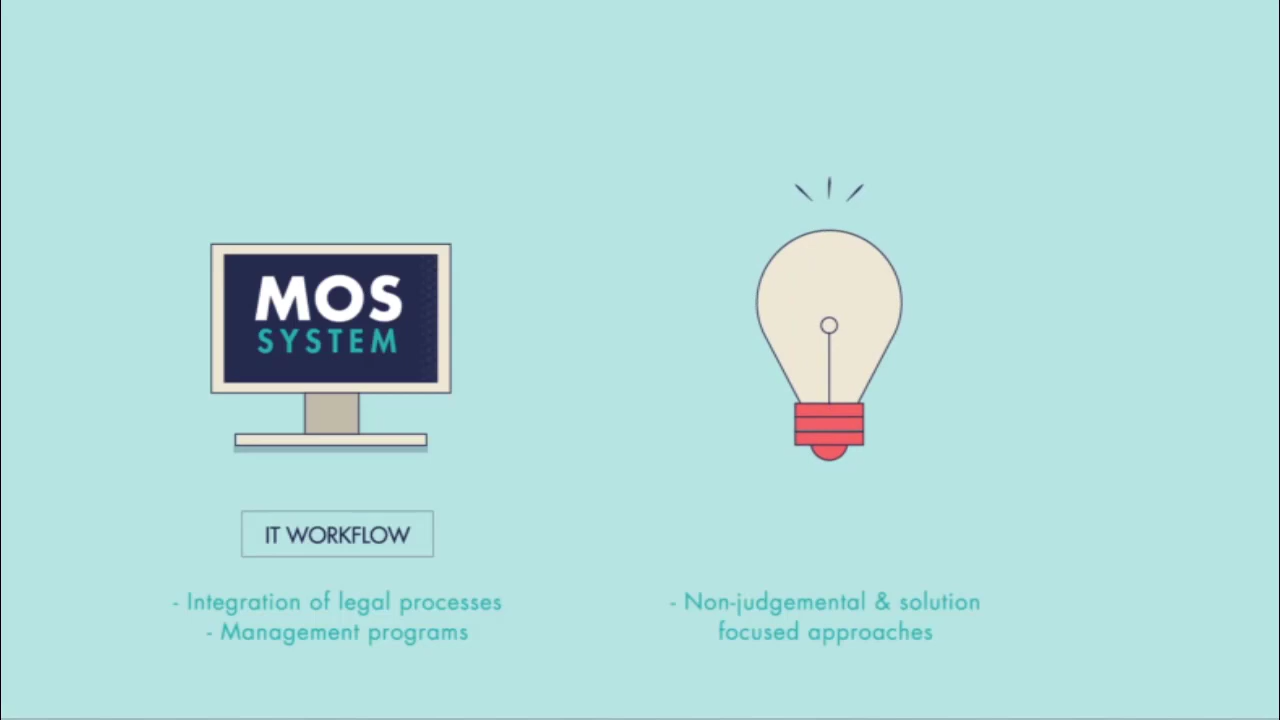 MOS
SYSTEM
IT WORKFLOW
- Integration of legal processes
- Management programs
- Non-judgemental & solution
focused approaches